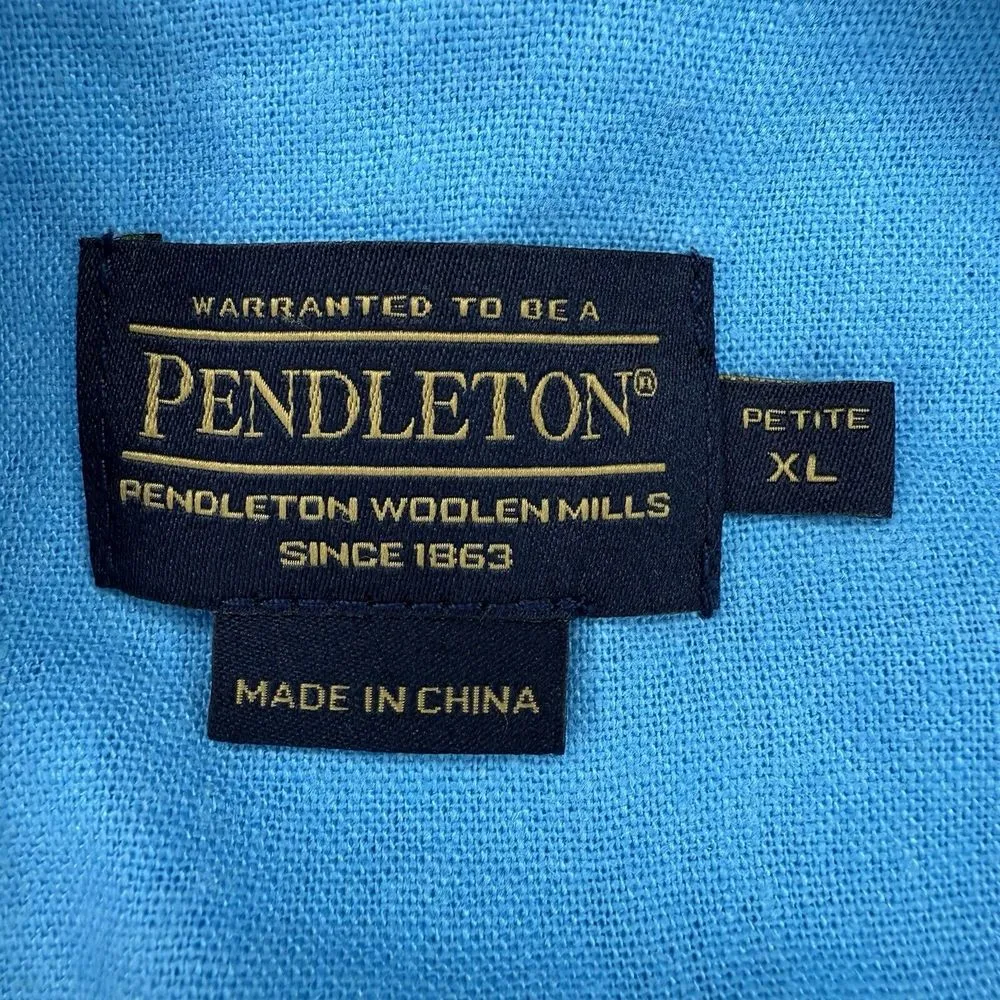 WARRANTED TO BE A
PENDLETON®
PENDLETON WOOLEN MILLS
SINCE 1863
PETITE
XL
MADE IN CHINA